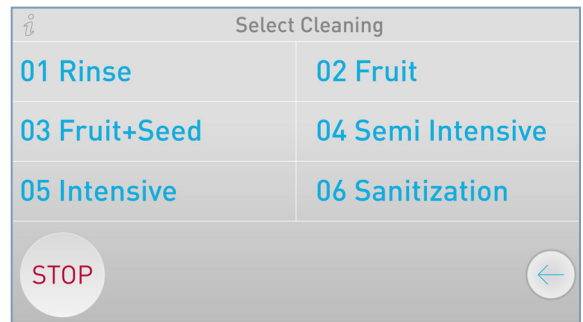 i
Select Cleaning
01 Rinse
02 Fruit
03 Fruit+Seed
04 Semi Intensive
05 Intensive
06 Sanitization
STOP